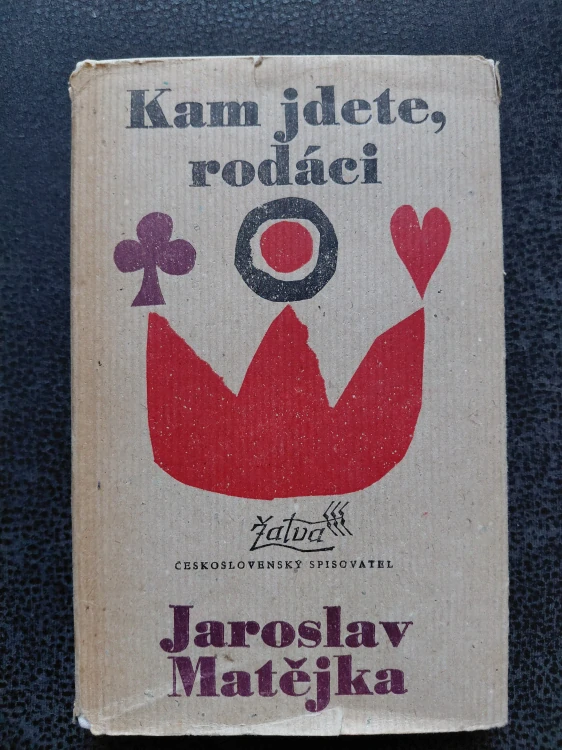 Kam jdete,
rodáci
Žatva
ČESKOSLOVENSKÝ SPISOVATEL
Jaroslav
Matějka